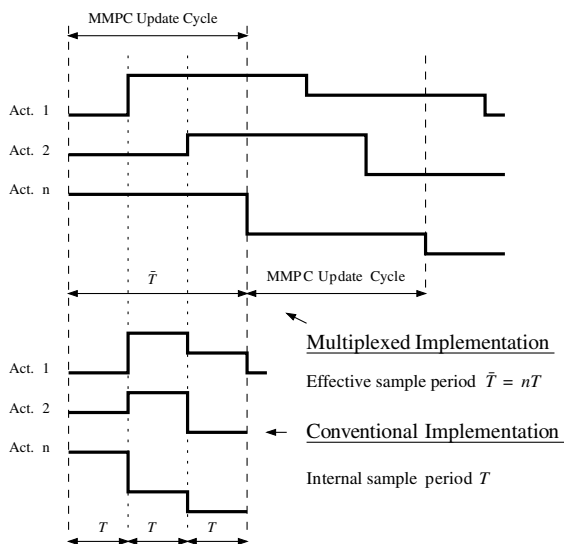 MMPC Update Cycle
Act. 1
Act. 2
Act. n
T̄
MMPC Update Cycle
Multiplexed Implementation
Effective sample period T̄ = nT
Act. 1
Act. 2
Conventional Implementation
Act. n
Internal sample period T
T T T